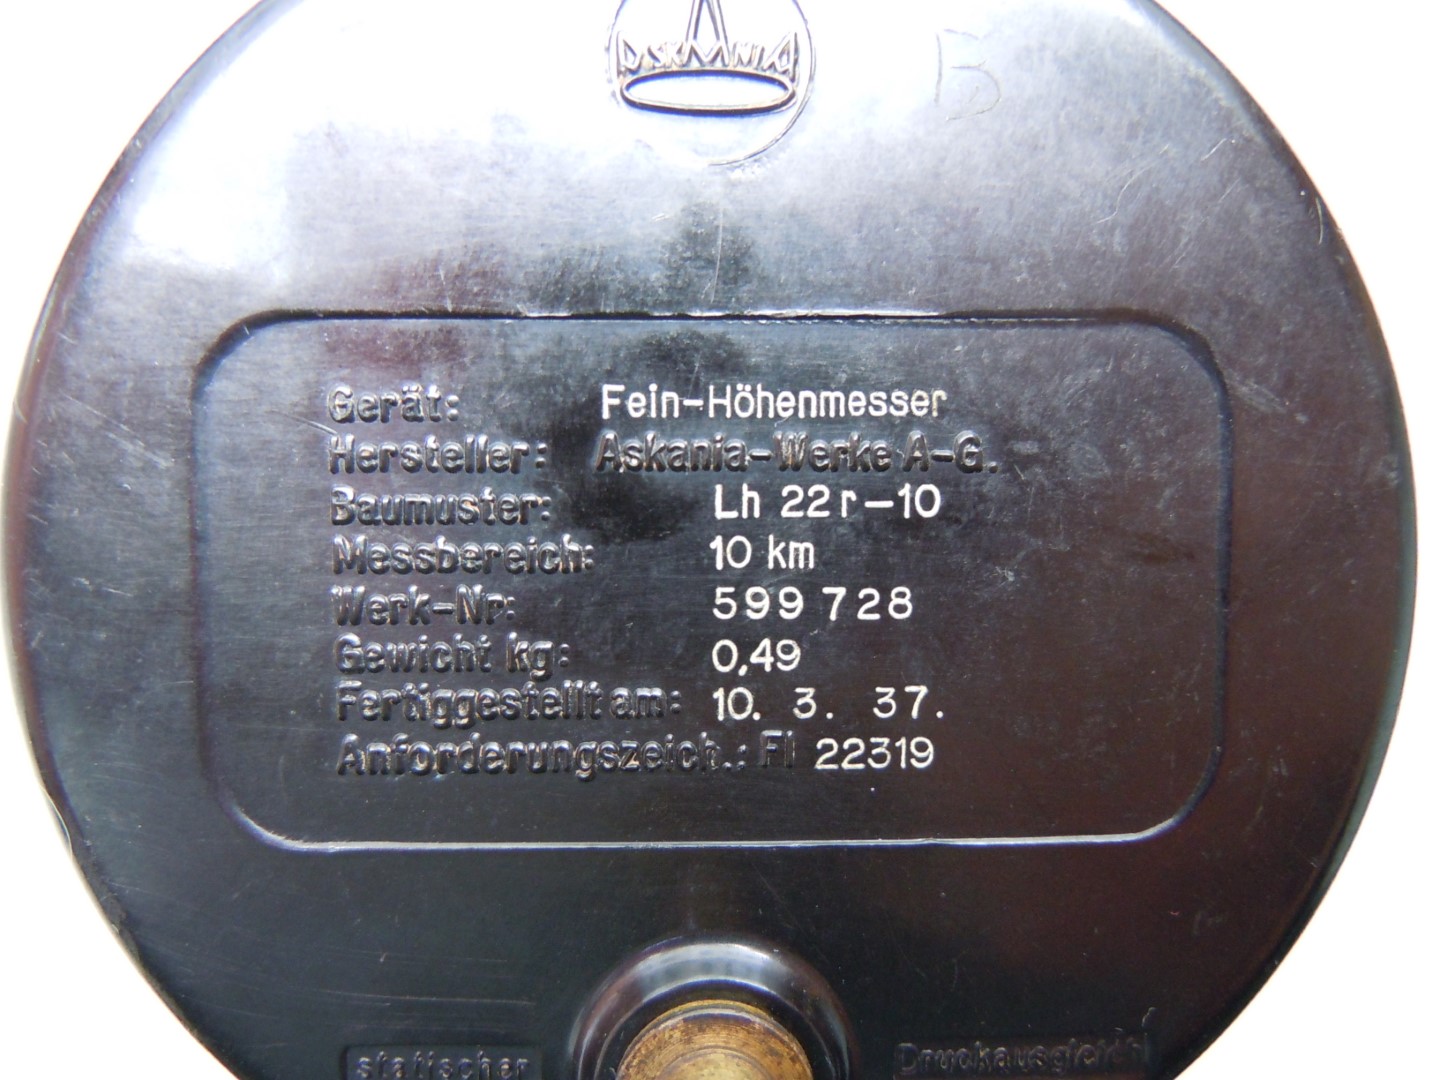 ASKANIA
B
Gerät: Fein-Höhenmesser
Hersteller: Askania-Werke A-G.
Baumuster: Lh 22 r-10
Messbereich: 10 km
Werk-Nr: 599 728
Gewicht kg: 0,49
Fertiggestellt am: 10. 3. 37.
Anforderungszeich.: Fl 22319
statischer Druckausgleich